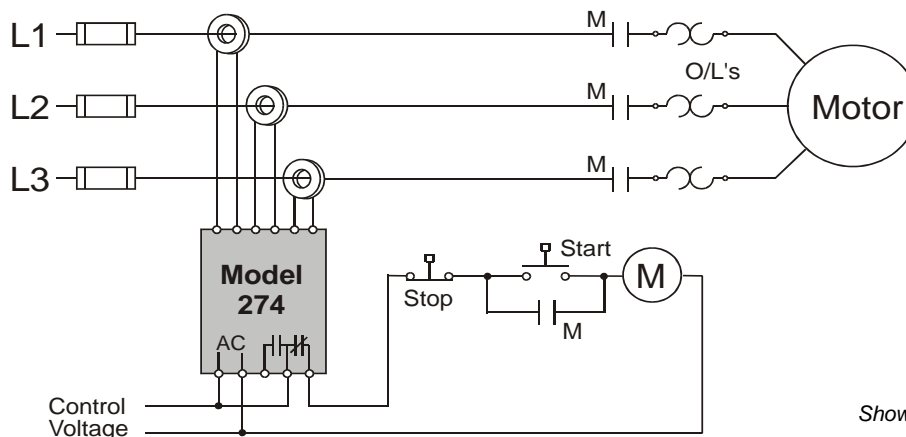 L1
M
O/L's
L2
M
Motor
L3
M
Model
274
Start
Stop
M
M
AC
Control
Voltage
Show